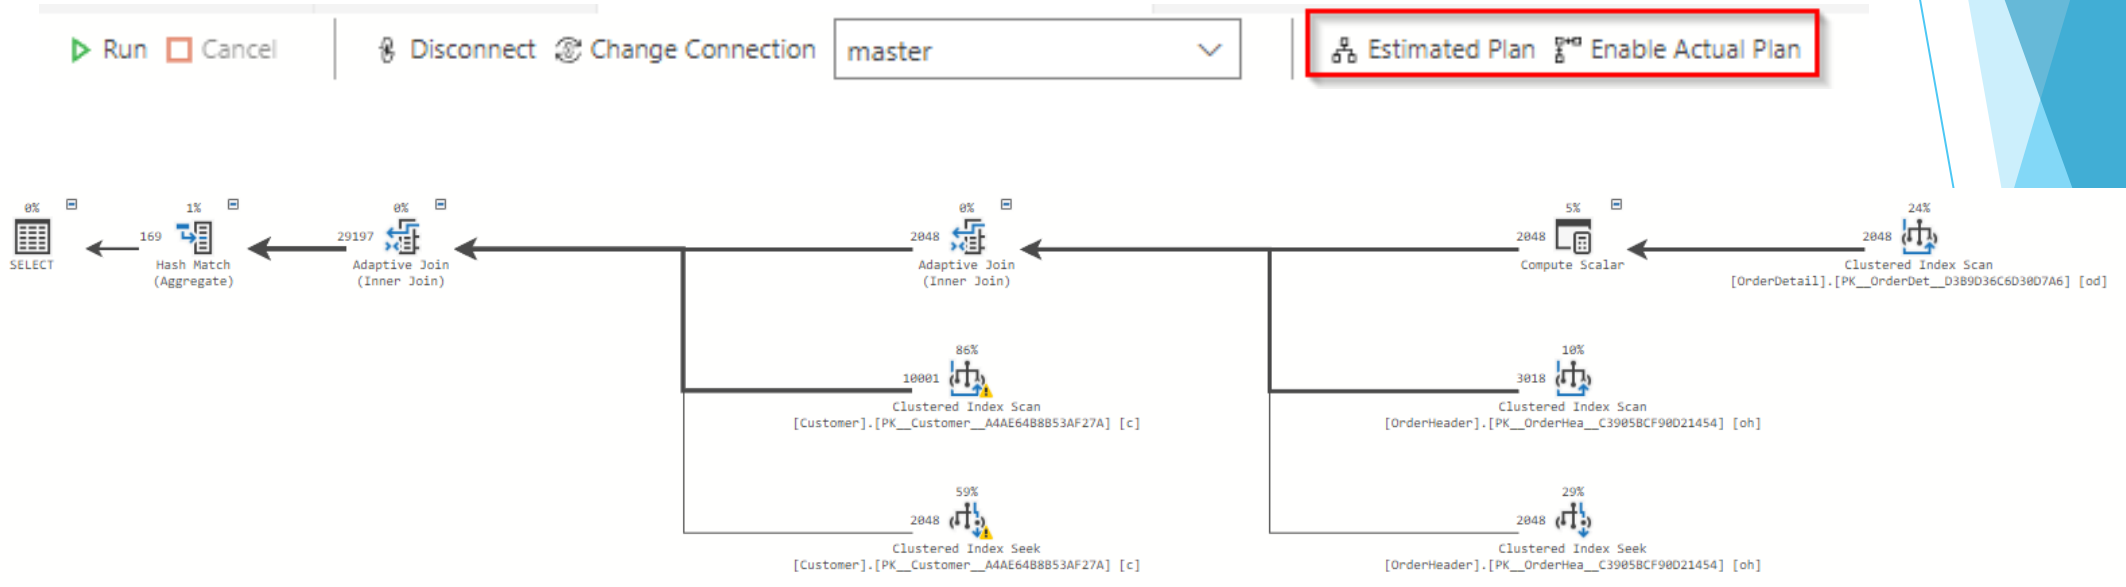 Run Cancel Disconnect Change Connection master Estimated Plan Enable Actual Plan
0% 1% 0% 0% 5% 24%
169 29197 2048 2048 2048
SELECT Hash Match Adaptive Join Adaptive Join Compute Scalar Clustered Index Scan
(Aggregate) (Inner Join) (Inner Join) [OrderDetail].[PK__OrderDet__D3B9D36C6D30D7A6] [od]
86% 10%
10001 3018
Clustered Index Scan Clustered Index Scan
[Customer].[PK__Customer__A4AE64B8B53AF27A] [c] [OrderHeader].[PK__OrderHea__C3905BCF90D21454] [oh]
59% 29%
2048 2048
Clustered Index Seek Clustered Index Seek
[Customer].[PK__Customer__A4AE64B8B53AF27A] [c] [OrderHeader].[PK__OrderHea__C3905BCF90D21454] [oh]